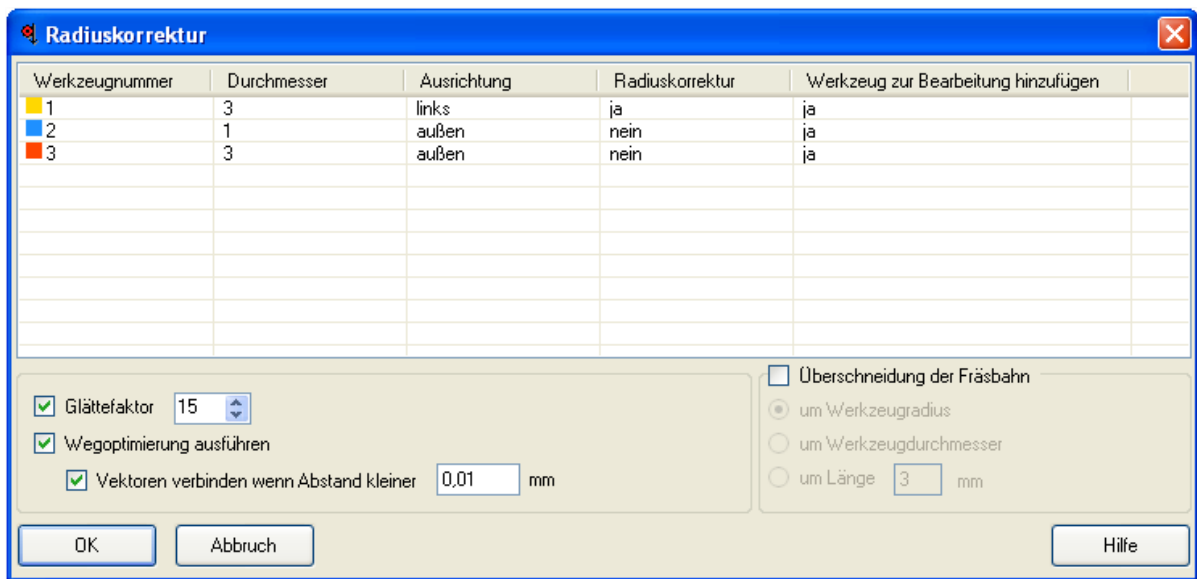 Radiuskorrektur
Werkzeugnummer Durchmesser Ausrichtung Radiuskorrektur Werkzeug zur Bearbeitung hinzufügen
1 3 links ja ja
2 1 außen nein ja
3 3 außen nein ja
Überschneidung der Fräsbahn
Glättefaktor 15
um Werkzeugradius
Wegoptimierung ausführen
um Werkzeugdurchmesser
Vektoren verbinden wenn Abstand kleiner 0,01 mm
um Länge 3 mm
OK Abbruch Hilfe